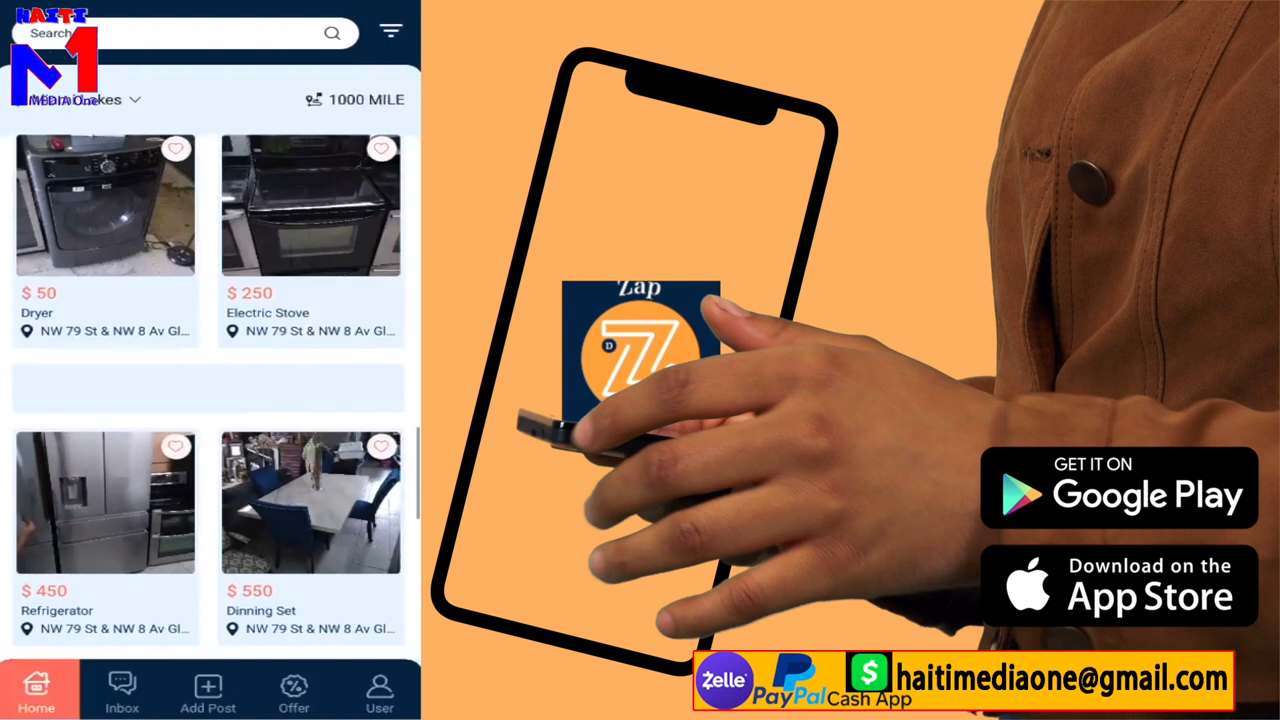 HAITI
M1
MEDIA One
Search
Miami Lakes
1000 MILE
$ 50
Dryer
NW 79 St & NW 8 Av Gl...
$ 250
Electric Stove
NW 79 St & NW 8 Av Gl...
$ 450
Refrigerator
NW 79 St & NW 8 Av Gl...
$ 550
Dinning Set
NW 79 St & NW 8 Av Gl...
Home
Inbox
Add Post
Offer
User
Zap
D
Z
GET IT ON
Google Play
Download on the
App Store
Zelle
PayPal
$
Cash App
haitimediaone@gmail.com